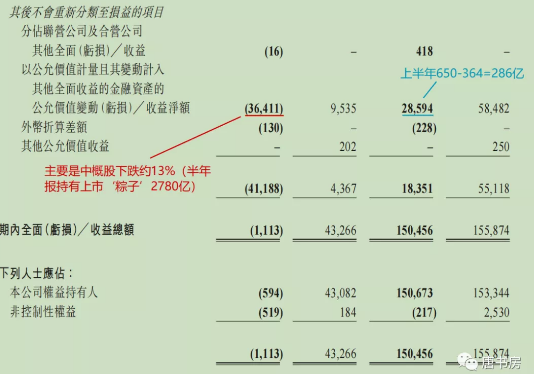 其後不會重新分類至損益的項目
分佔聯營公司及合營公司
其他全面(虧損)／收益 (16) – 418 –
以公允價值計量且其變動計入
上半年650-364=286亿
其他全面收益的金融資產的
公允價值變動(虧損)／收益淨額 (36,411) 9,535 28,594 58,482
外幣折算差額 (130) – (228) –
其他公允價值收益 – 202 – 250
主要是中概股下跌约13%（半年
报持有上市‘粽子’2780亿）
(41,188) 4,367 18,351 55,118
期內全面(虧損)／收益總額 (1,113) 43,266 150,456 155,874
下列人士應佔：
本公司權益持有人 (594) 43,082 150,673 153,344
非控制性權益 (519) 184 (217) 2,530
(1,113) 43,266 150,456 155,874
唐书房